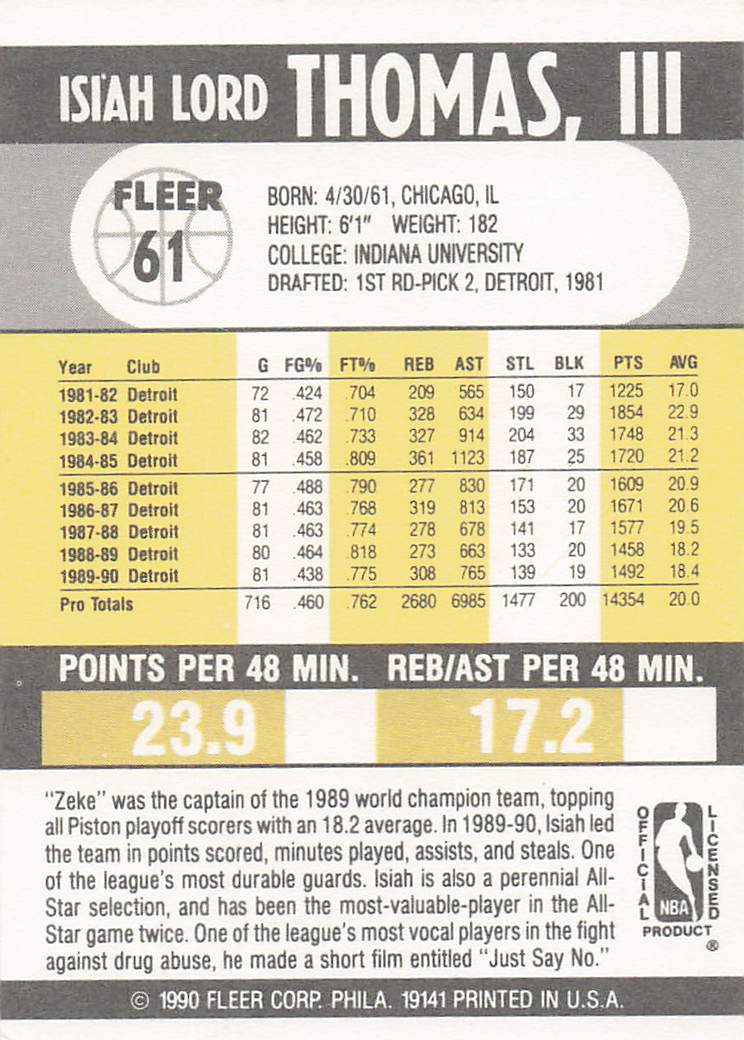 ISIAH LORD THOMAS, III
FLEER
61
BORN: 4/30/61, CHICAGO, IL
HEIGHT: 6'1" WEIGHT: 182
COLLEGE: INDIANA UNIVERSITY
DRAFTED: 1ST RD-PICK 2, DETROIT, 1981
Year Club G FG% FT% REB AST STL BLK PTS AVG
1981-82 Detroit 72 .424 .704 209 565 150 17 1225 17.0
1982-83 Detroit 81 .472 .710 328 634 199 29 1854 22.9
1983-84 Detroit 82 .462 .733 327 914 204 33 1748 21.3
1984-85 Detroit 81 .458 .809 361 1123 187 25 1720 21.2
1985-86 Detroit 77 .488 .790 277 830 171 20 1609 20.9
1986-87 Detroit 81 .463 .768 319 813 153 20 1671 20.6
1987-88 Detroit 81 .463 .774 278 678 141 17 1577 19.5
1988-89 Detroit 80 .464 .818 273 663 133 20 1458 18.2
1989-90 Detroit 81 .438 .775 308 765 139 19 1492 18.4
Pro Totals 716 .460 .762 2680 6985 1477 200 14354 20.0
POINTS PER 48 MIN. REB/AST PER 48 MIN.
23.9 17.2
"Zeke" was the captain of the 1989 world champion team, topping
all Piston playoff scorers with an 18.2 average. In 1989-90, Isiah led
the team in points scored, minutes played, assists, and steals. One
of the league's most durable guards. Isiah is also a perennial All-
Star selection, and has been the most-valuable-player in the All-
Star game twice. One of the league's most vocal players in the fight
against drug abuse, he made a short film entitled "Just Say No."
OFFICIAL
LICENSED
NBA
PRODUCT
®
© 1990 FLEER CORP. PHILA. 19141 PRINTED IN U.S.A.